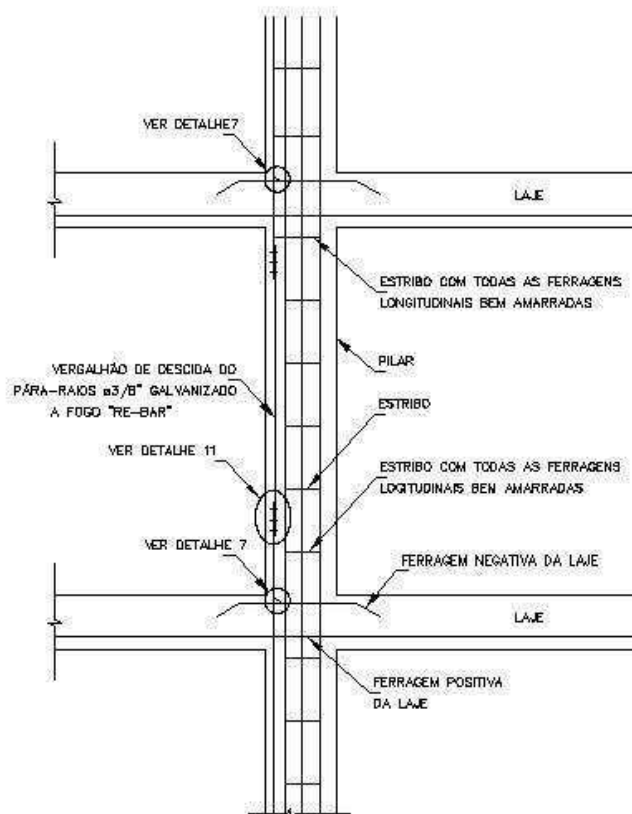 VER DETALHE7
LAJE
ESTRIBO COM TODAS AS FERRAGENS
LONGITUDINAIS BEM AMARRADAS
VERGALHÃO DE DESCIDA DO
PÁRA-RAIOS ø3/8" GALVANIZADO
A FOGO "RE-BAR"
PILAR
ESTRIBO
VER DETALHE 11
ESTRIBO COM TODAS AS FERRAGENS
LOGITUDINAIS BEM AMARRADAS
VER DETALHE 7
FERRAGEM NEGATIVA DA LAJE
LAJE
FERRAGEM POSITIVA
DA LAJE